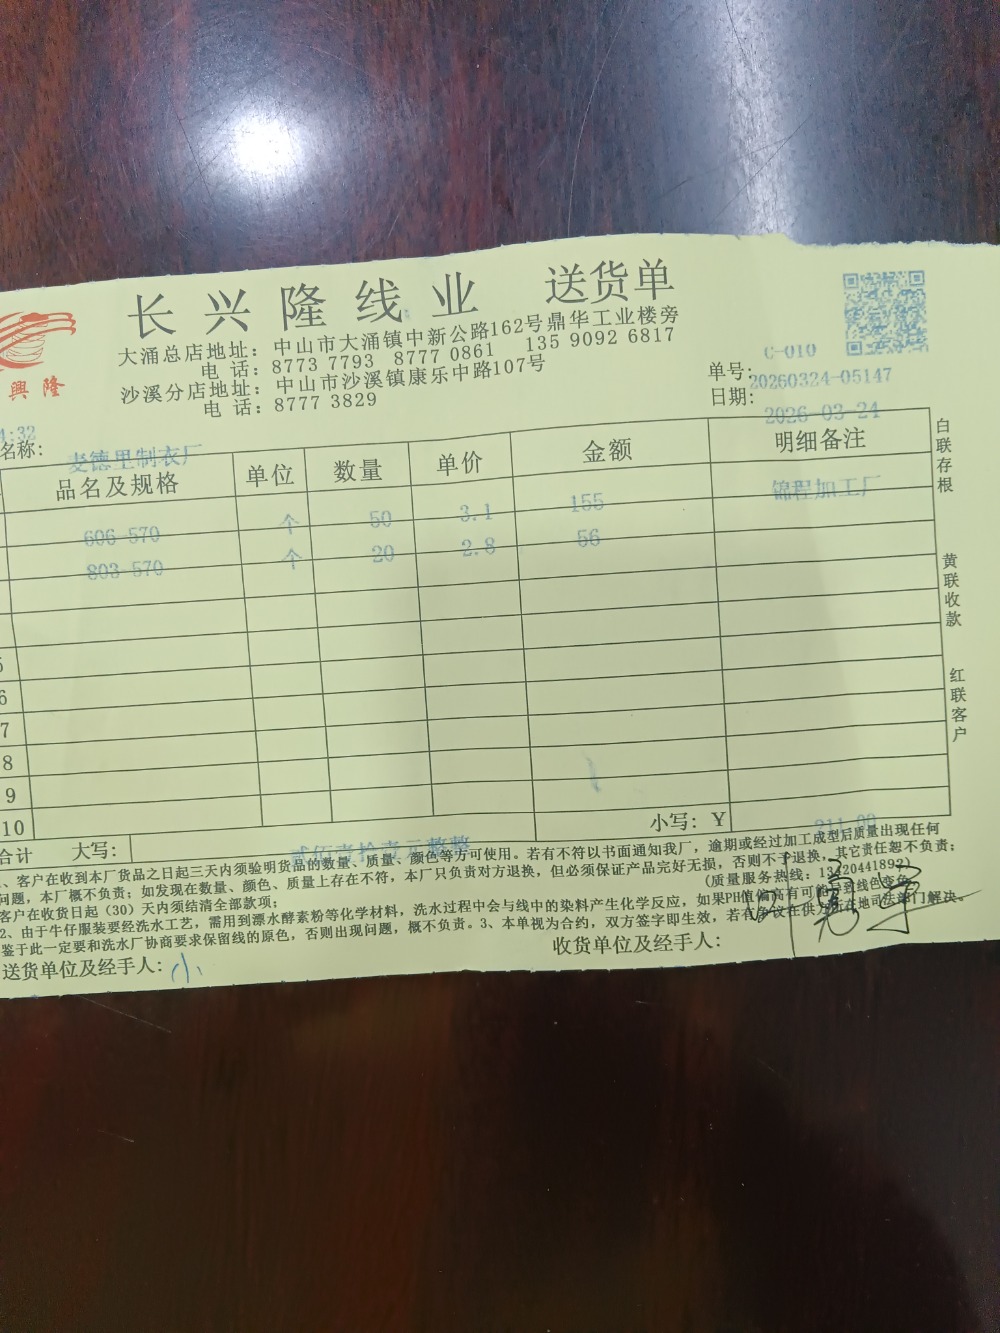 长兴隆线业 送货单
興隆
大涌总店地址：中山市大涌镇中新公路162号鼎华工业楼旁
电 话：8773 7793 8777 0861 135 9092 6817
沙溪分店地址：中山市沙溪镇康乐中路107号
电 话：8777 3829
C-010
单号：20260324-05147
日期：2026-03-24
4:32
名称：麦德里制衣厂
品名及规格 单位 数量 单价 金额 明细备注
606-570 个 50 3.1 155 锦程加工厂
803-570 个 20 2.8 56
5
6
7
8
9
10
合计 大写：贰佰壹拾壹元整整 小写：Y 211.00
、客户在收到本厂货品之日起三天内须验明货品的数量、质量、颜色等方可使用。若有不符以书面通知我厂，逾期或经过加工成型后质量出现任何
问题，本厂概不负责；如发现在数量、颜色、质量上存在不符，本厂只负责对方退换，但必须保证产品完好无损，否则不予退换，其它责任恕不负责；
客户在收货日起（30）天内须结清全部款项； (质量服务热线：13420441892)
2、由于牛仔服装要经洗水工艺，需用到漂水酵素粉等化学材料，洗水过程中会与线中的染料产生化学反应，如果PH值偏高有可能导致线色变色，
鉴于此一定要和洗水厂协商要求保留线的原色，否则出现问题，概不负责。3、本单视为合约，双方签字即生效，若有争议在供方所在地司法部门解决。
送货单位及经手人： 收货单位及经手人：
白联存根
黄联收款
红联客户